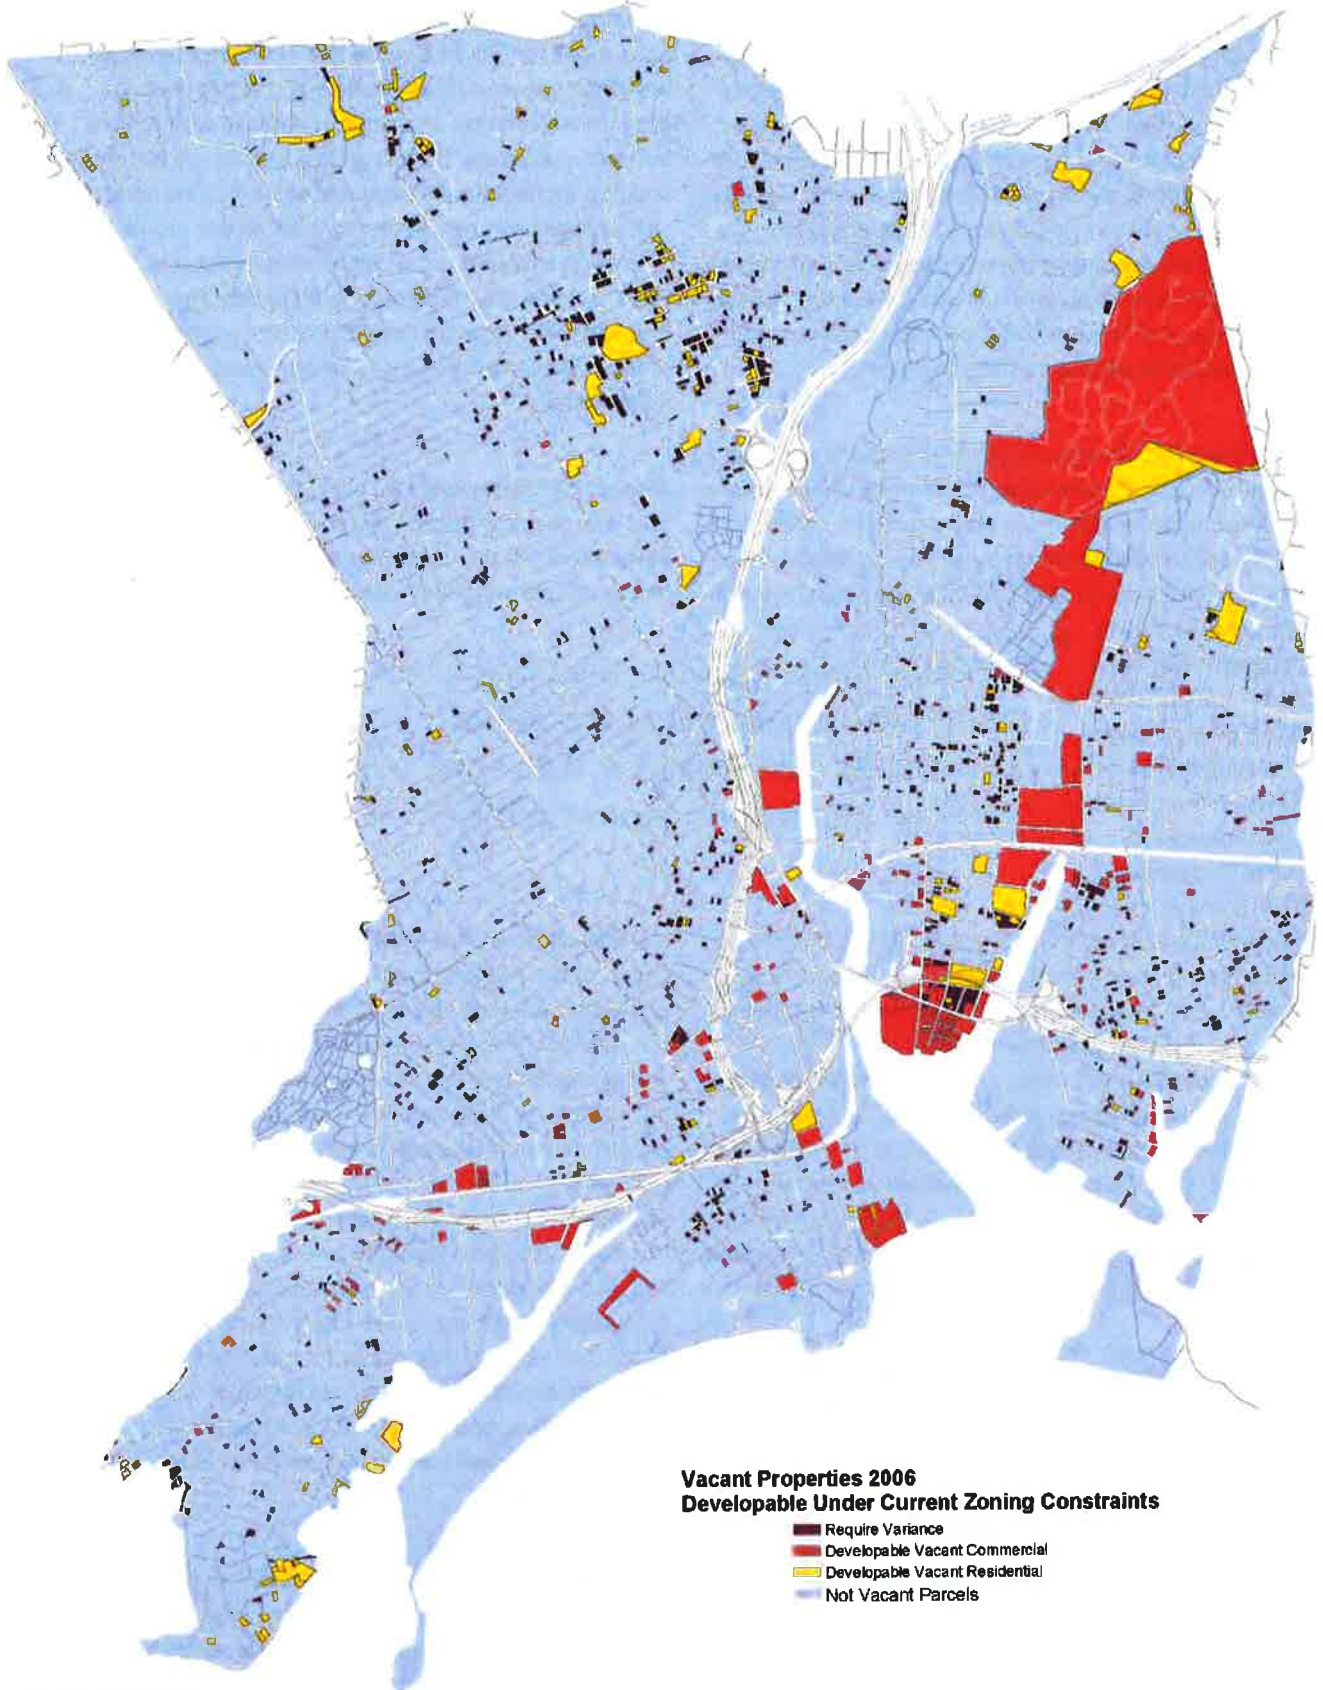 Vacant Properties 2006
Developable Under Current Zoning Constraints
Require Variance
Developable Vacant Commercial
Developable Vacant Residential
Not Vacant Parcels